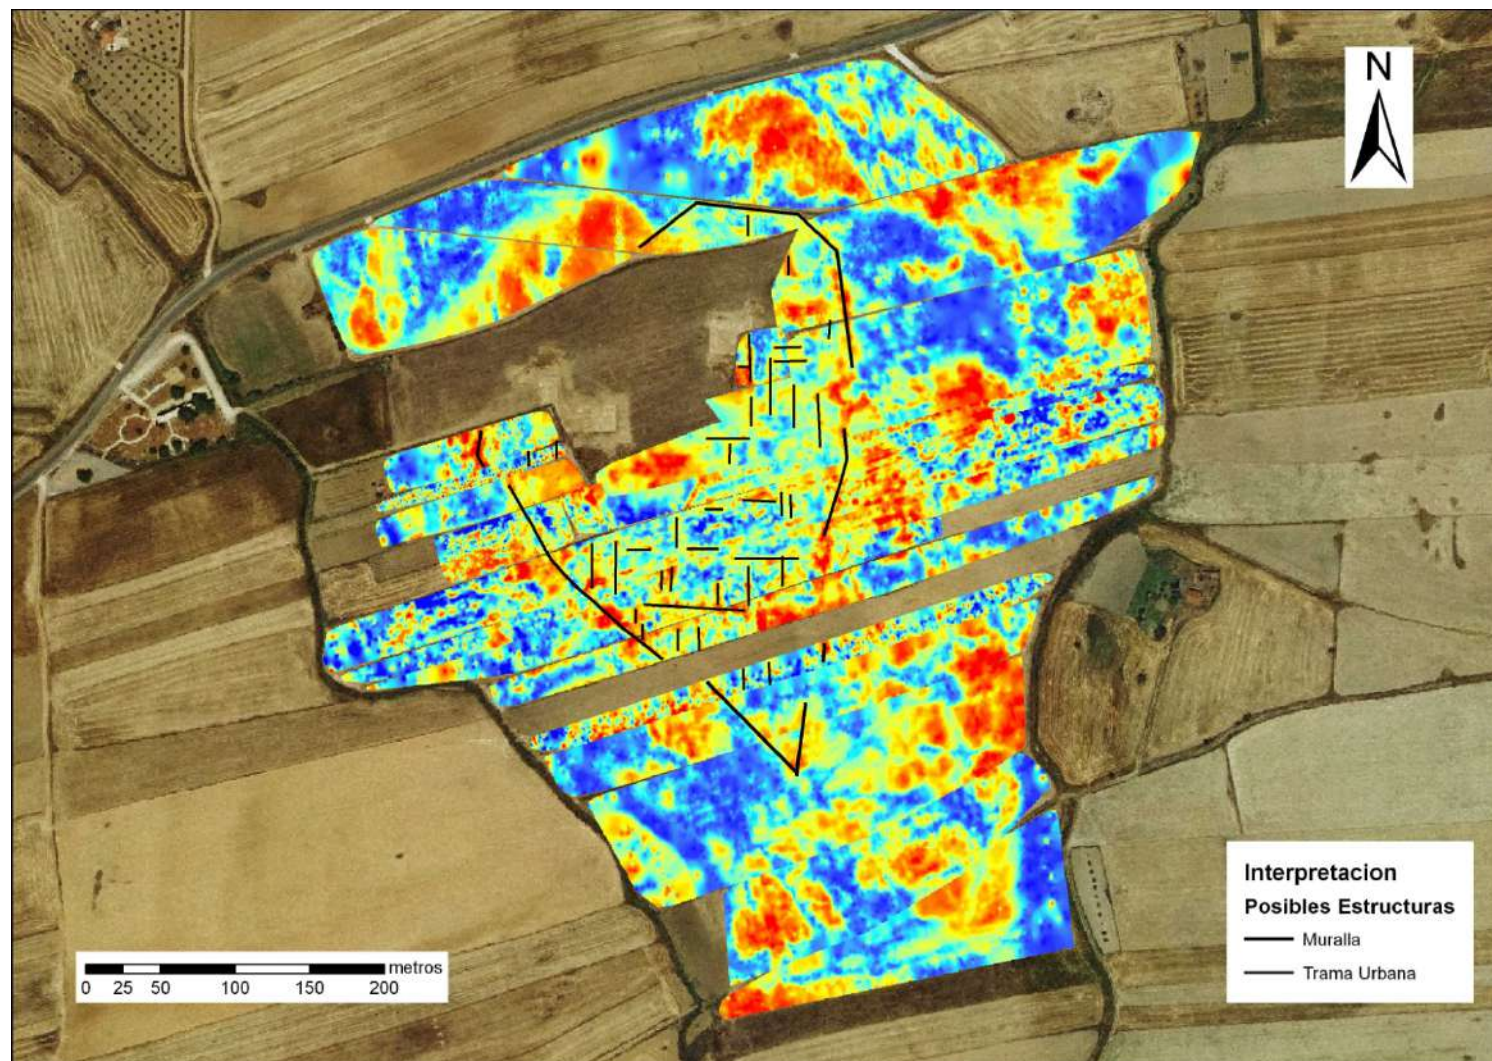 N
Interpretacion
Posibles Estructuras
Muralla
Trama Urbana
metros
0 25 50 100 150 200